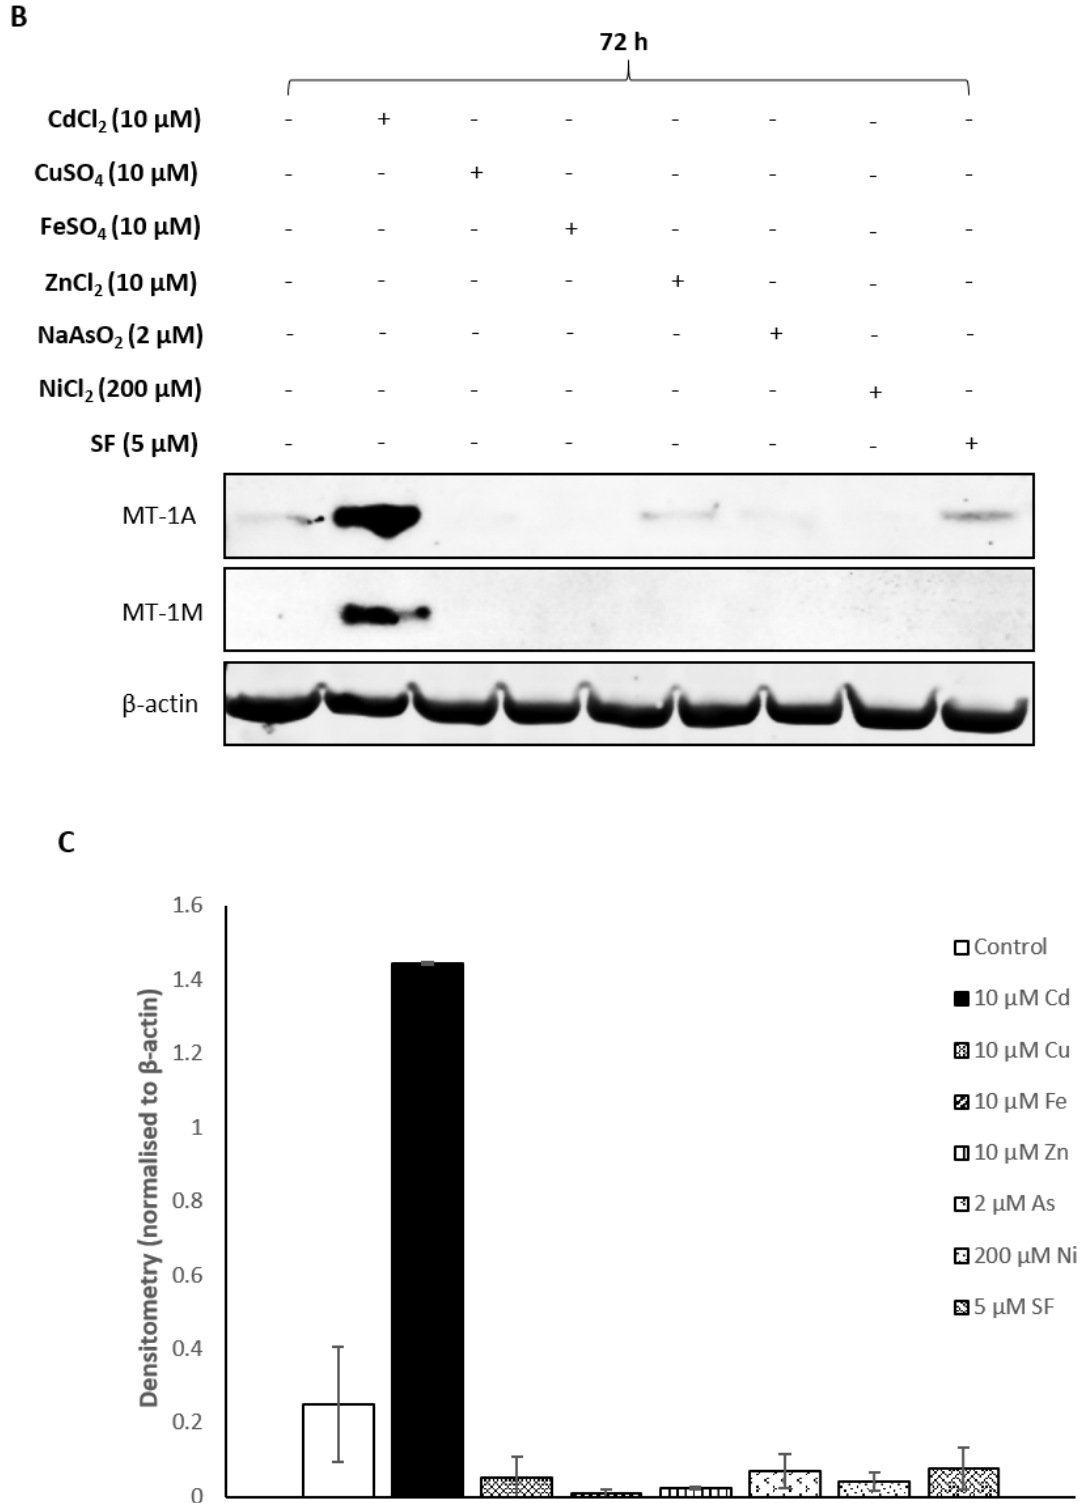 B
72 h
CdCl₂ (10 µM) - + - - - - - -
CuSO₄ (10 µM) - - + - - - - -
FeSO₄ (10 µM) - - - + - - - -
ZnCl₂ (10 µM) - - - - + - - -
NaAsO₂ (2 µM) - - - - - + - -
NiCl₂ (200 µM) - - - - - - + -
SF (5 µM) - - - - - - - +
MT-1A
MT-1M
β-actin
C
Densitometry (normalised to β-actin)
1.6
1.4
1.2
1
0.8
0.6
0.4
0.2
0
Control
10 µM Cd
10 µM Cu
10 µM Fe
10 µM Zn
2 µM As
200 µM Ni
5 µM SF